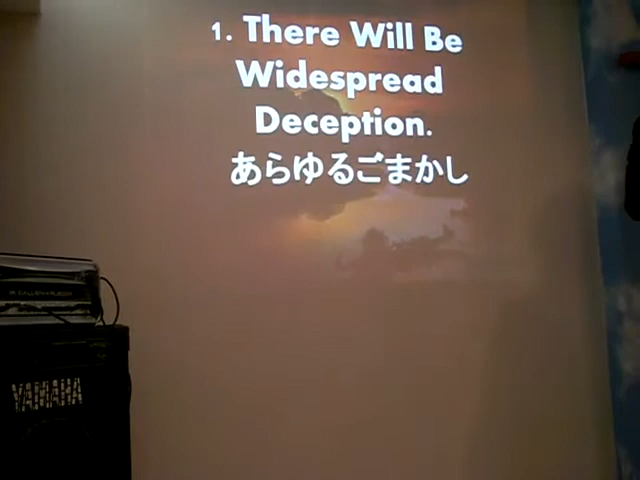 1. There Will Be
Widespread
Deception.
あらゆるごまかし
YAMAHA